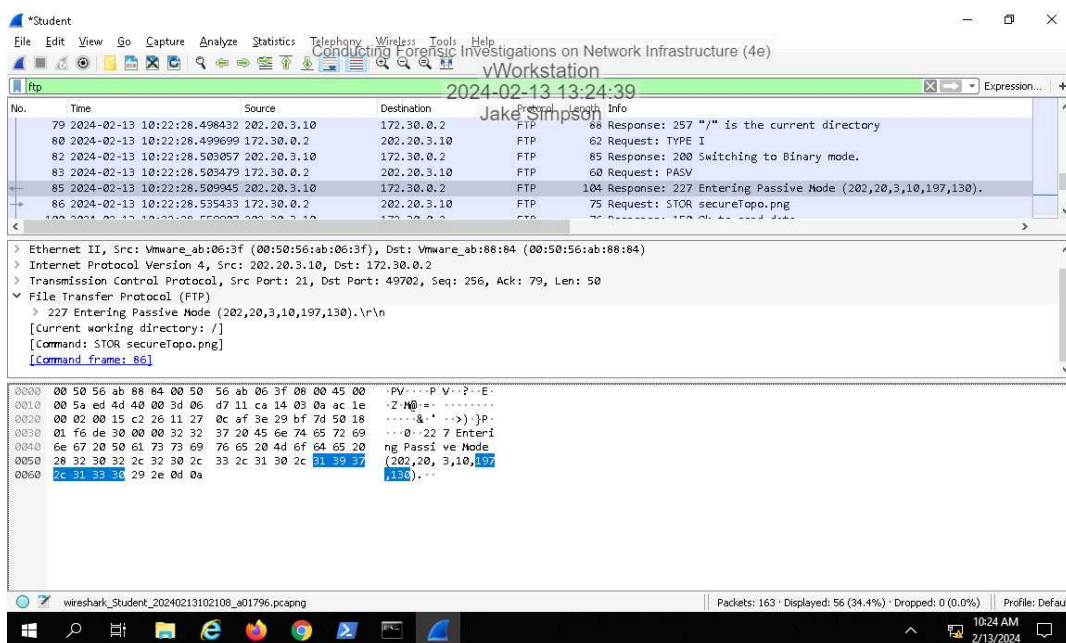 *Student
File Edit View Go Capture Analyze Statistics Telephony Wireless Tools Help
Conducting Forensic Investigations on Network Infrastructure (4e)
vWorkstation
2024-02-13 13:24:39
Jake Simpson
ftp Expression... +
No. Time Source Destination Protocol Length Info
79 2024-02-13 10:22:28.498432 202.20.3.10 172.30.0.2 FTP 88 Response: 257 "/" is the current directory
80 2024-02-13 10:22:28.499699 172.30.0.2 202.20.3.10 FTP 62 Request: TYPE I
82 2024-02-13 10:22:28.503057 202.20.3.10 172.30.0.2 FTP 85 Response: 200 Switching to Binary mode.
83 2024-02-13 10:22:28.503479 172.30.0.2 202.20.3.10 FTP 60 Request: PASV
85 2024-02-13 10:22:28.509945 202.20.3.10 172.30.0.2 FTP 104 Response: 227 Entering Passive Mode (202,20,3,10,197,130).
86 2024-02-13 10:22:28.535433 172.30.0.2 202.20.3.10 FTP 75 Request: STOR secureTopo.png
> Ethernet II, Src: Vmware_ab:06:3f (00:50:56:ab:06:3f), Dst: Vmware_ab:88:84 (00:50:56:ab:88:84)
> Internet Protocol Version 4, Src: 202.20.3.10, Dst: 172.30.0.2
> Transmission Control Protocol, Src Port: 21, Dst Port: 49702, Seq: 256, Ack: 79, Len: 50
File Transfer Protocol (FTP)
> 227 Entering Passive Mode (202,20,3,10,197,130).\r\n
[Current working directory: /]
[Command: STOR secureTopo.png]
[Command frame: 86]
0000 00 50 56 ab 88 84 00 50 56 ab 06 3f 08 00 45 00 ·PV····P V··?··E·
0010 00 5a ed 4d 40 00 3d 06 d7 11 ca 14 03 0a ac 1e ·Z·M@·=· ········
0020 00 02 00 15 c2 26 11 27 0c af 3e 29 bf 7d 50 18 ·····&·' ··>)·}P·
0030 01 f6 de 30 00 00 32 32 37 20 45 6e 74 65 72 69 ···0··22 7 Enteri
0040 6e 67 20 50 61 73 73 69 76 65 20 4d 6f 64 65 20 ng Passi ve Mode
0050 28 32 30 32 2c 32 30 2c 33 2c 31 30 2c 31 39 37 (202,20, 3,10,197
0060 2c 31 33 30 29 2e 0d 0a ,130).··
wireshark_Student_20240213102108_a01796.pcapng Packets: 163 · Displayed: 56 (34.4%) · Dropped: 0 (0.0%) Profile: Defau
10:24 AM
2/13/2024